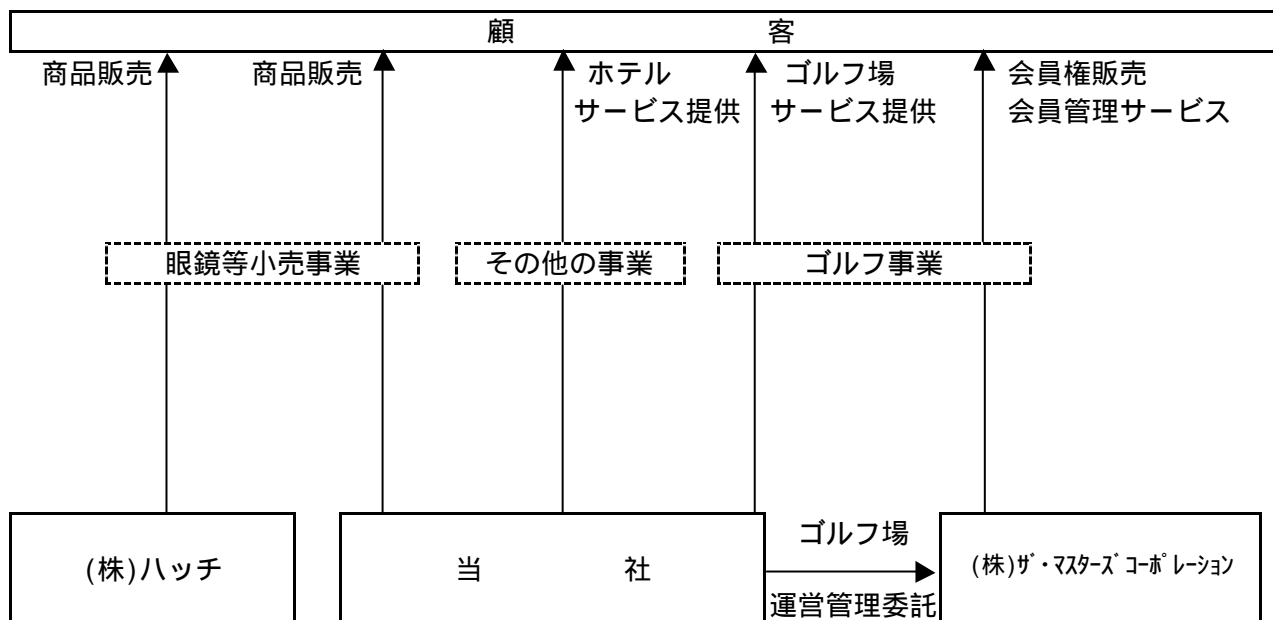 顧 客
商品販売
商品販売
ホテル
サービス提供
ゴルフ場
サービス提供
会員権販売
会員管理サービス
眼鏡等小売事業
その他の事業
ゴルフ事業
(株)ハッチ
当 社
ゴルフ場
運営管理委託
(株)ｻﾞ・ﾏｽﾀｰｽﾞｺｰﾎﾟﾚｰｼｮﾝ